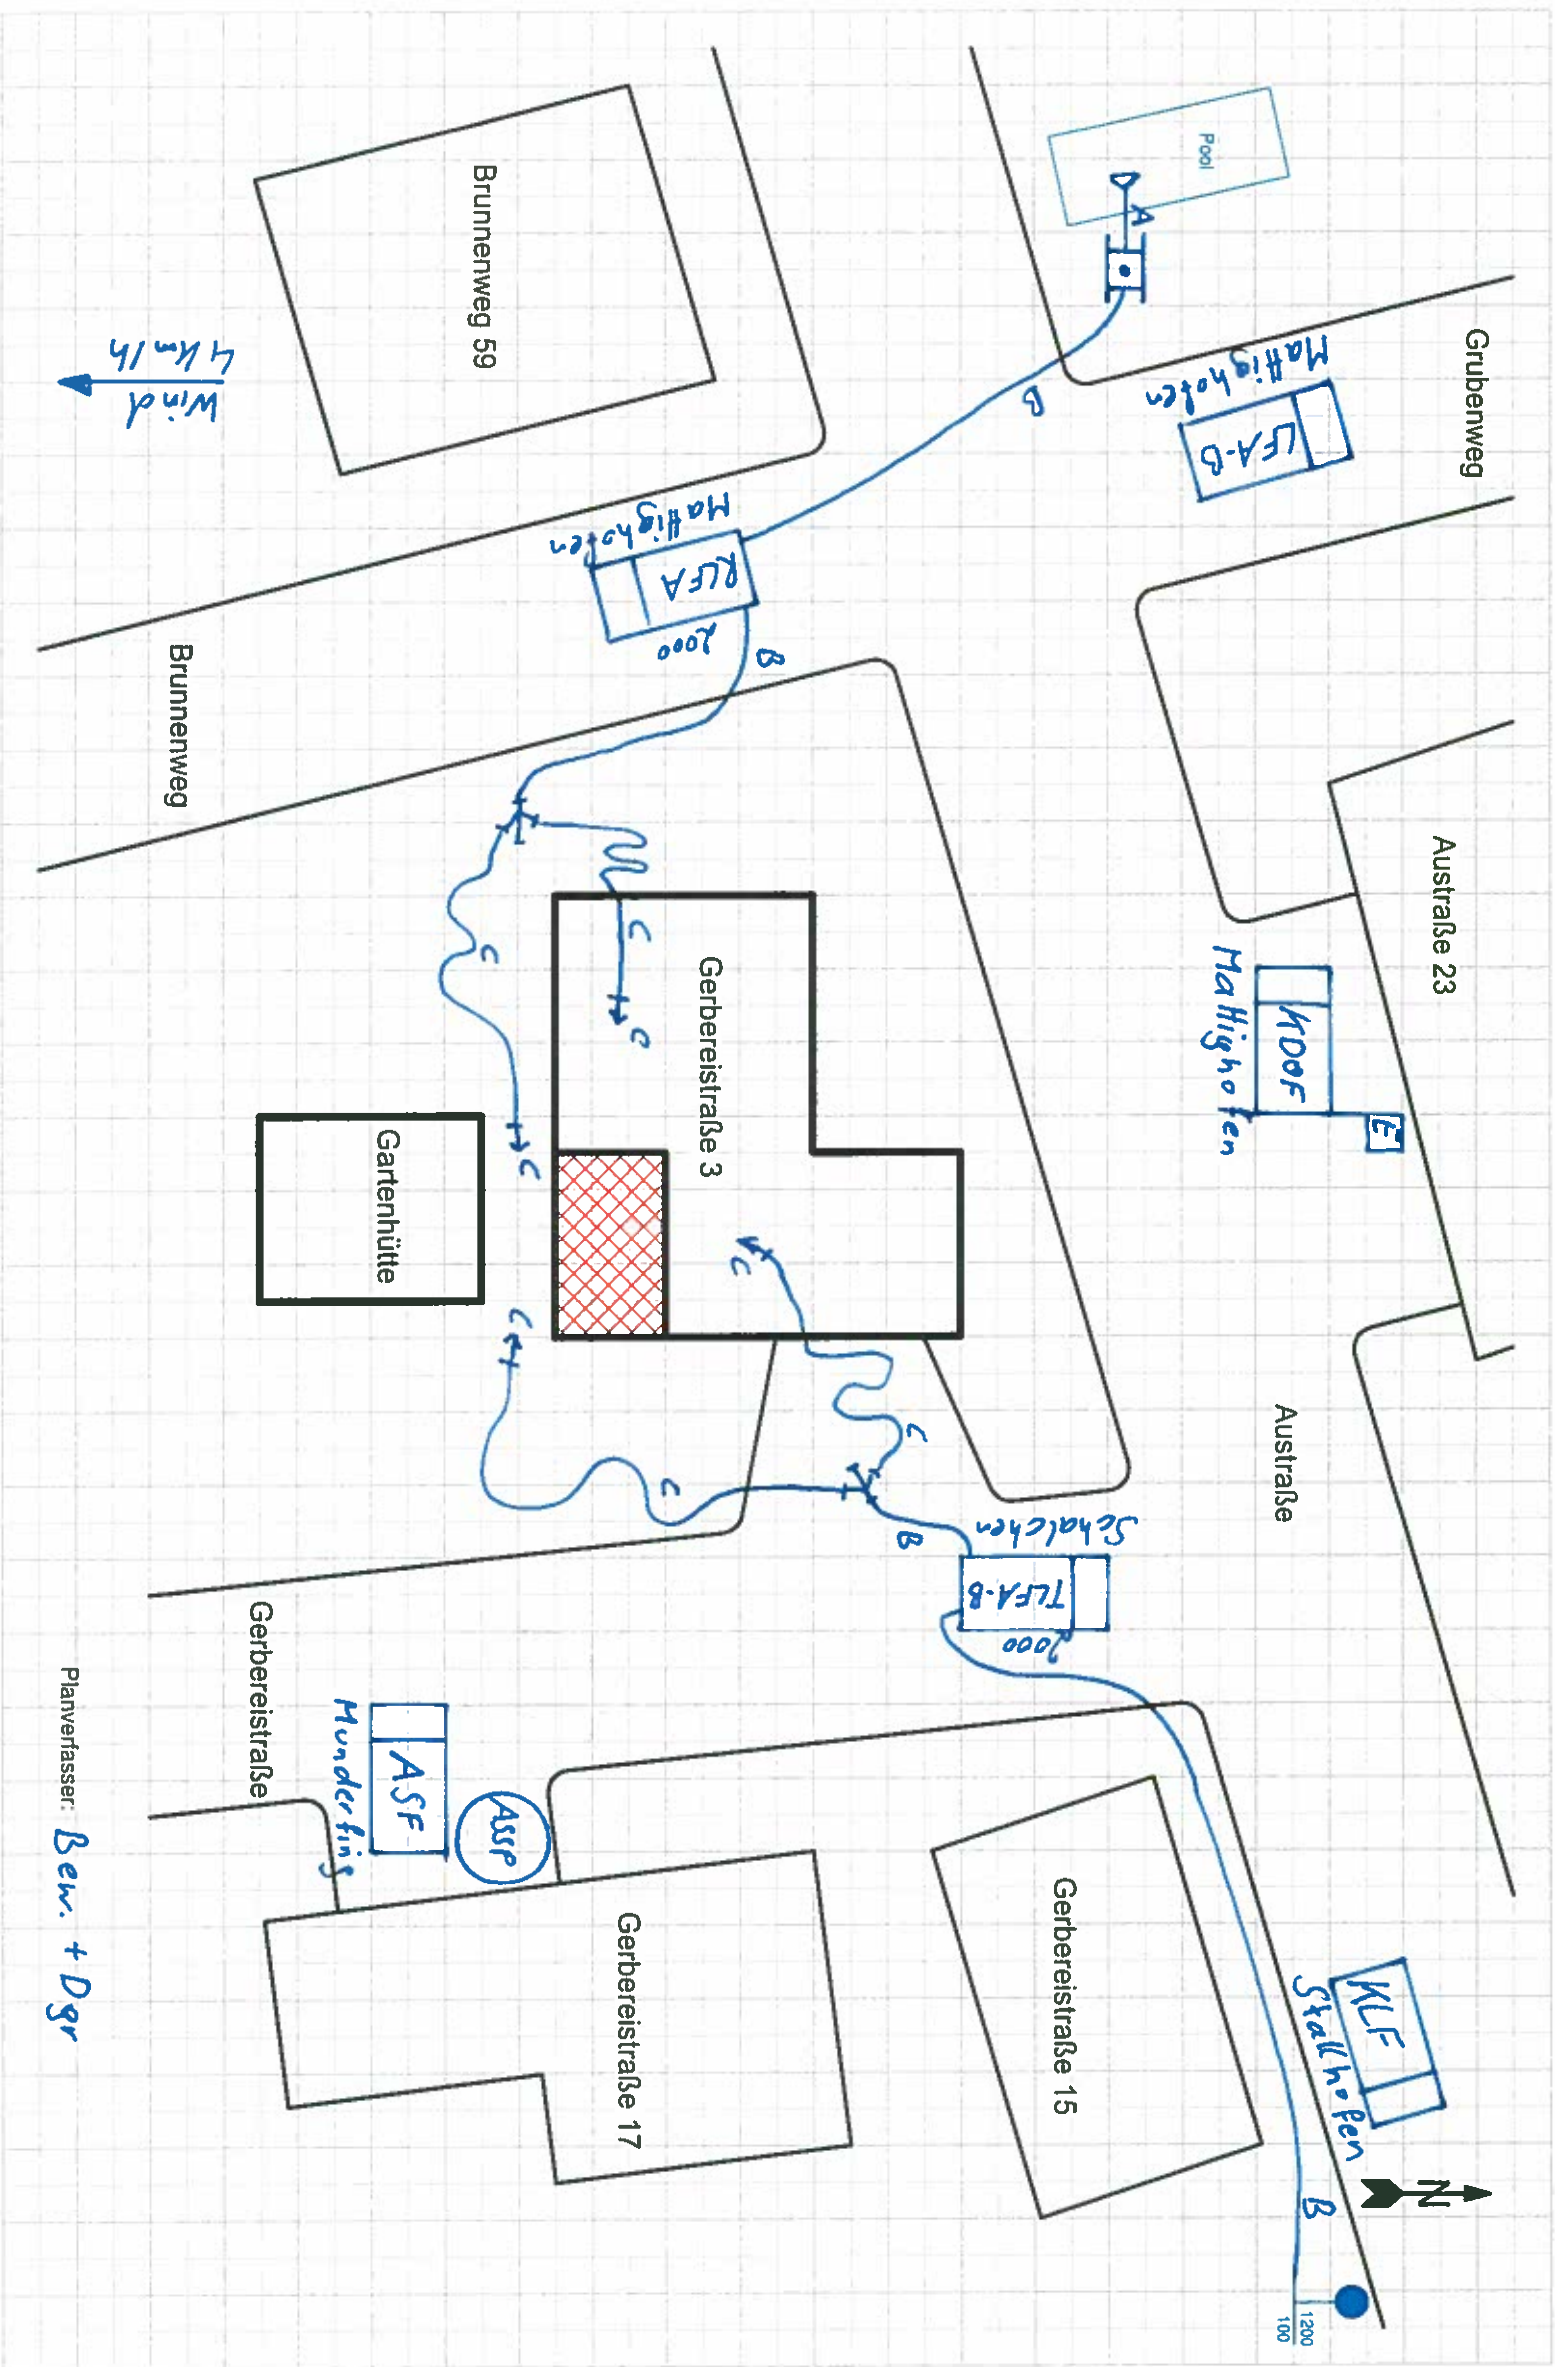 Pool
A
B
Grubenweg
Mattighofen
LFA-B
Brunnenweg 59
Wind
4 km/h
Mattighofen
RLFA
2000
B
Brunnenweg
C
C
C
C
Gerbereistraße 3
Gartenhütte
C
C
C
C
B
Austraße 23
KDOF
Mattighofen
E
Austraße
Schalchen
TLFA-B
2000
Gerbereistraße
ASF
Munderfing
Assp
Gerbereistraße 17
Gerbereistraße 15
KLF
Stallhofen
N
B
1200
100
Planverfasser: Bew. + Dgr